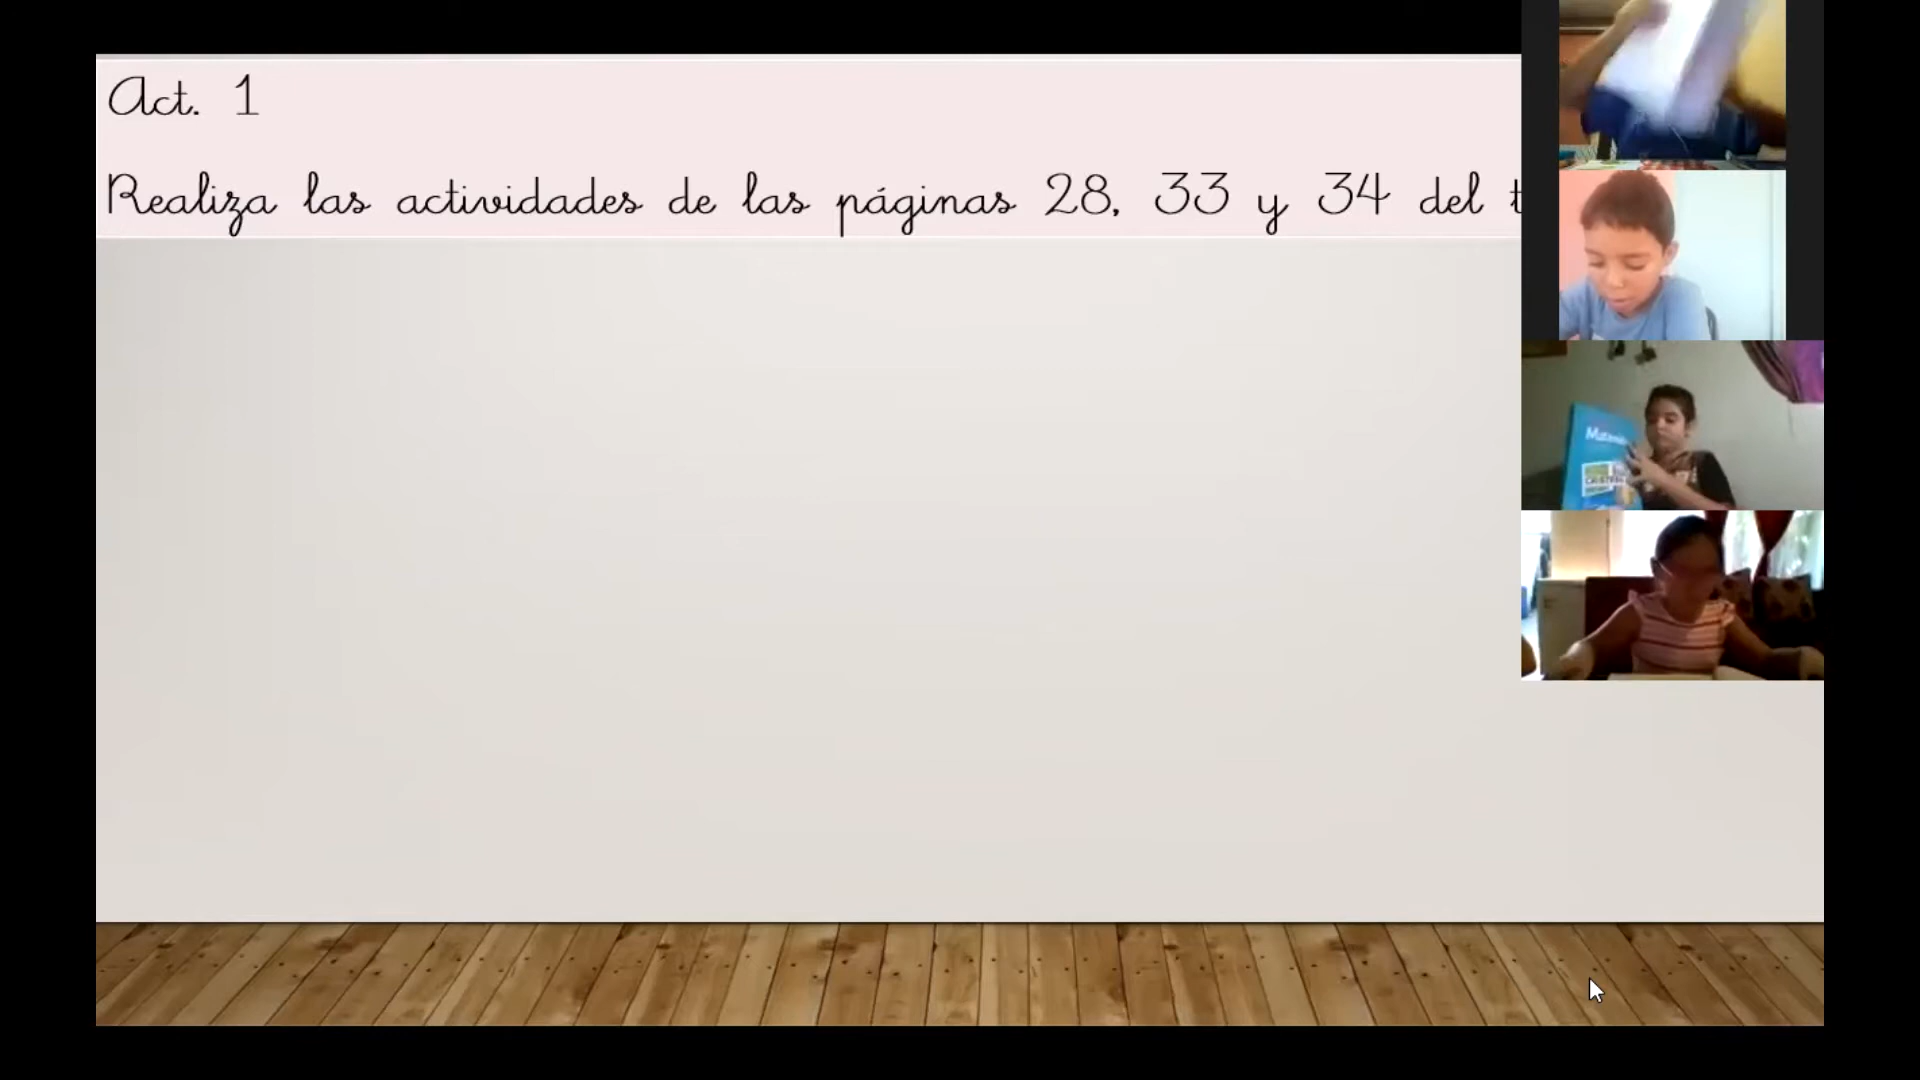 Act. 1
Realiza las actividades de las páginas 28, 33 y 34 del